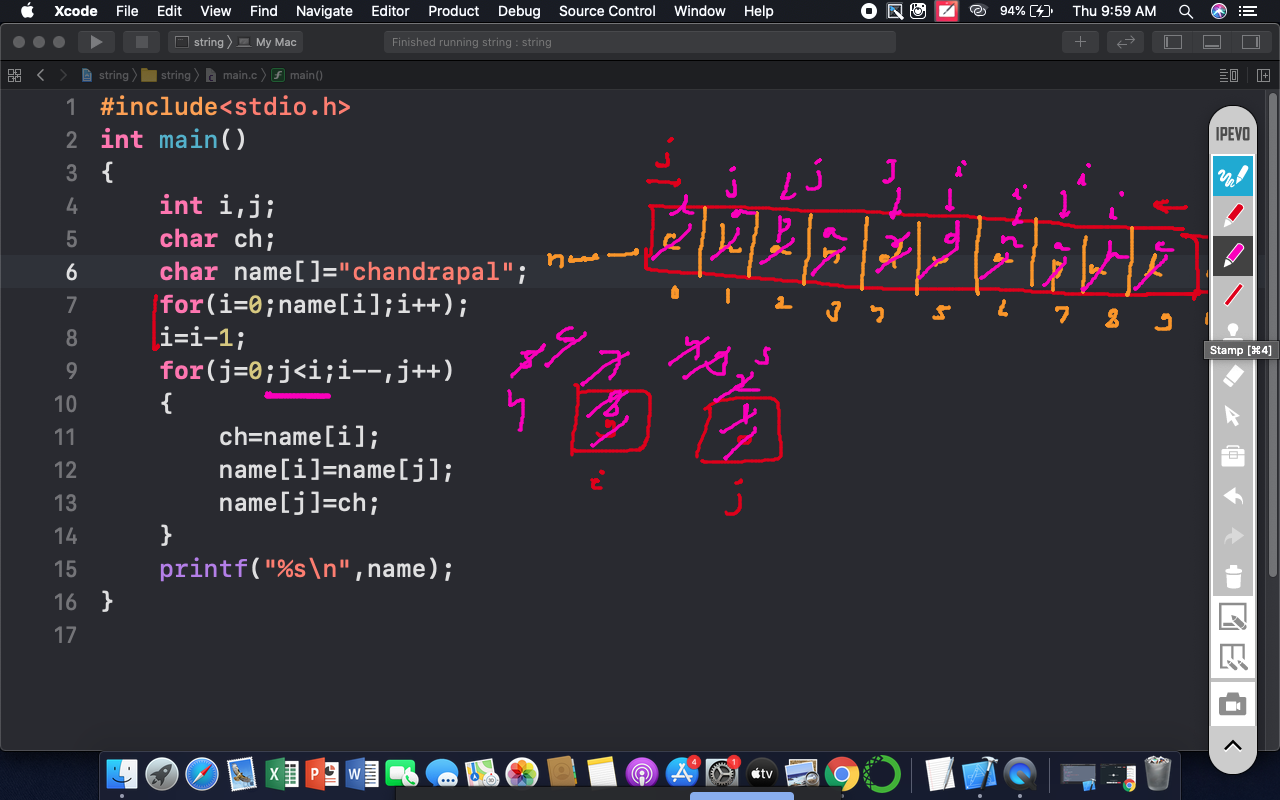 Xcode File Edit View Find Navigate Editor Product Debug Source Control Window Help 94% Thu 9:59 AM
string My Mac Finished running string : string
string string main.c main()
1 #include<stdio.h>
2 int main()
3 {
4 int i,j;
5 char ch;
6 char name[]="chandrapal";
7 for(i=0;name[i];i++);
8 i=i-1;
9 for(j=0;j<i;i--,j++)
10 {
11 ch=name[i];
12 name[i]=name[j];
13 name[j]=ch;
14 }
15 printf("%s\n",name);
16 }
17
IPEVO
Stamp [⌘4]
j
j j j i i i i
0 1 2 3 4 5 6 7 8 9
i j
4 1
tv